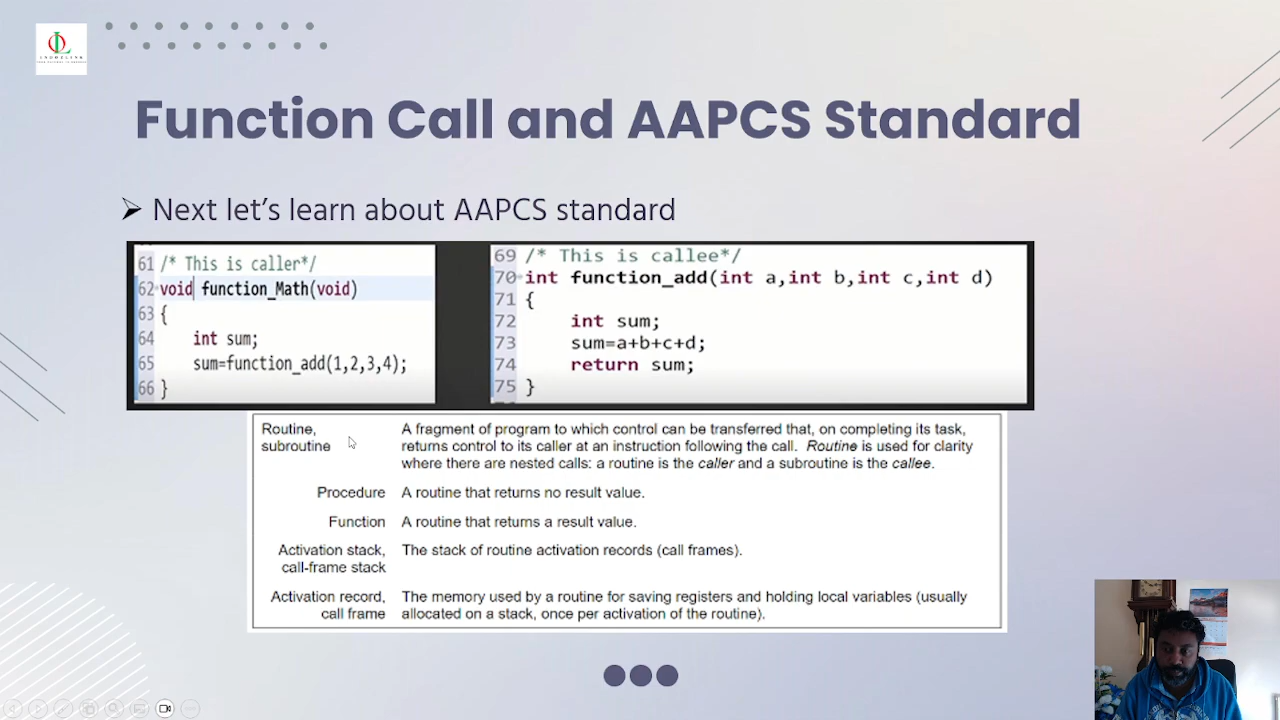 INDOELINK
Function Call and AAPCS Standard
➢ Next let's learn about AAPCS standard
61 /* This is caller*/
62 void function_Math(void)
63 {
64 int sum;
65 sum=function_add(1,2,3,4);
66 }
69 /* This is callee*/
70 int function_add(int a,int b,int c,int d)
71 {
72 int sum;
73 sum=a+b+c+d;
74 return sum;
75 }
Routine, subroutine A fragment of program to which control can be transferred that, on completing its task,
returns control to its caller at an instruction following the call. Routine is used for clarity
where there are nested calls: a routine is the caller and a subroutine is the callee.
Procedure A routine that returns no result value.
Function A routine that returns a result value.
Activation stack, call-frame stack The stack of routine activation records (call frames).
Activation record, call frame The memory used by a routine for saving registers and holding local variables (usually
allocated on a stack, once per activation of the routine).